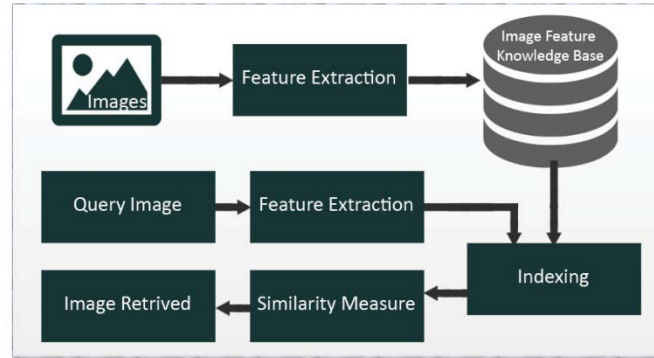 Images
Feature Extraction
Image Feature
Knowledge Base
Query Image
Feature Extraction
Indexing
Image Retrived
Similarity Measure